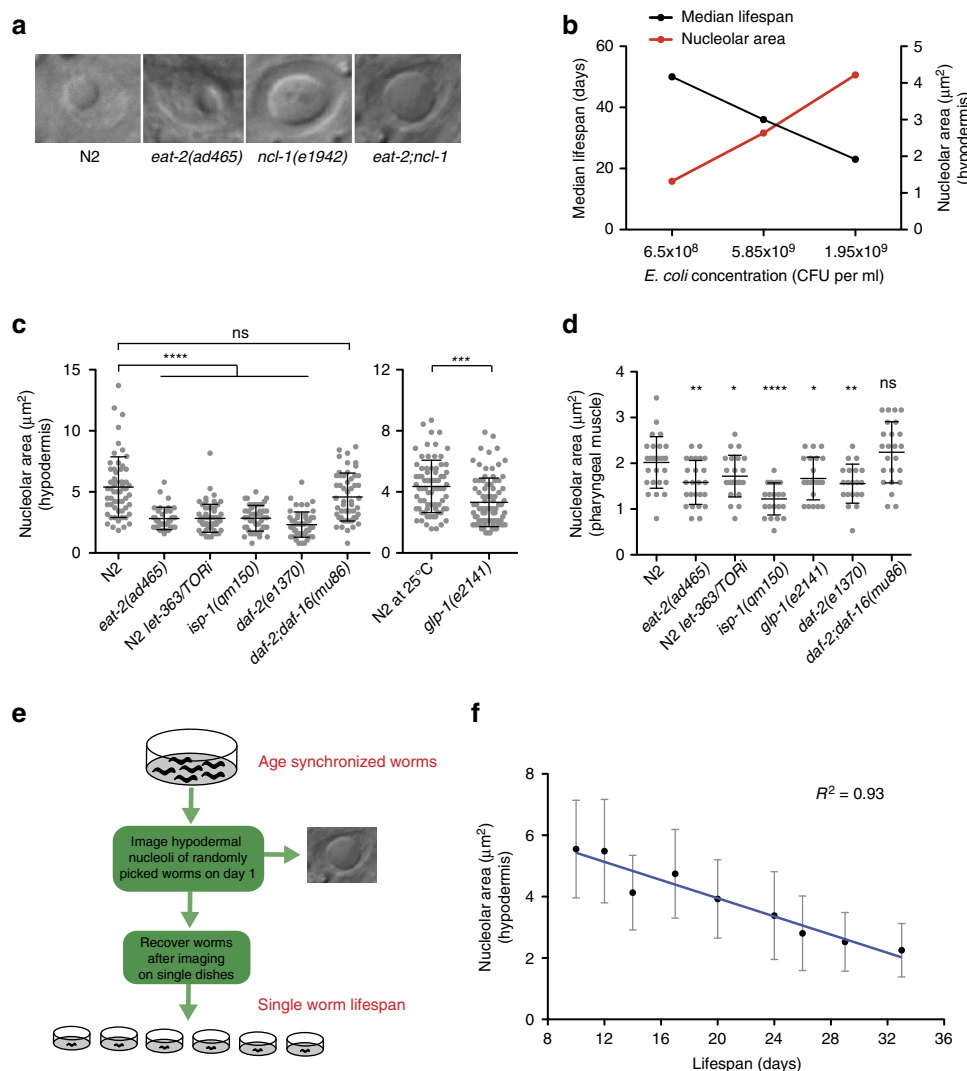 a
N2
eat-2(ad465)
ncl-1(e1942)
eat-2;ncl-1
b
Median lifespan
Nucleolar area
Median lifespan (days)
60
40
20
0
5
4
3
2
1
0
Nucleolar area (μm²)
(hypodermis)
6.5x10⁸
5.85x10⁹
1.95x10⁹
E. coli concentration (CFU per ml)
c
ns
****
Nucleolar area (μm²)
(hypodermis)
15
10
5
0
N2
eat-2(ad465)
N2 let-363/TORi
isp-1(qm150)
daf-2(e1370)
daf-2;daf-16(mu86)
***
12
8
4
0
N2 at 25°C
glp-1(e2141)
d
Nucleolar area (μm²)
(pharyngeal muscle)
4
3
2
1
0
**
*
****
*
**
ns
N2
eat-2(ad465)
N2 let-363/TORi
isp-1(qm150)
glp-1(e2141)
daf-2(e1370)
daf-2;daf-16(mu86)
e
Age synchronized worms
Image hypodermal
nucleoli of randomly
picked worms on day 1
Recover worms
after imaging
on single dishes
Single worm lifespan
f
R² = 0.93
Nucleolar area (μm²)
(hypodermis)
8
6
4
2
0
8
12
16
20
24
28
33
36
Lifespan (days)